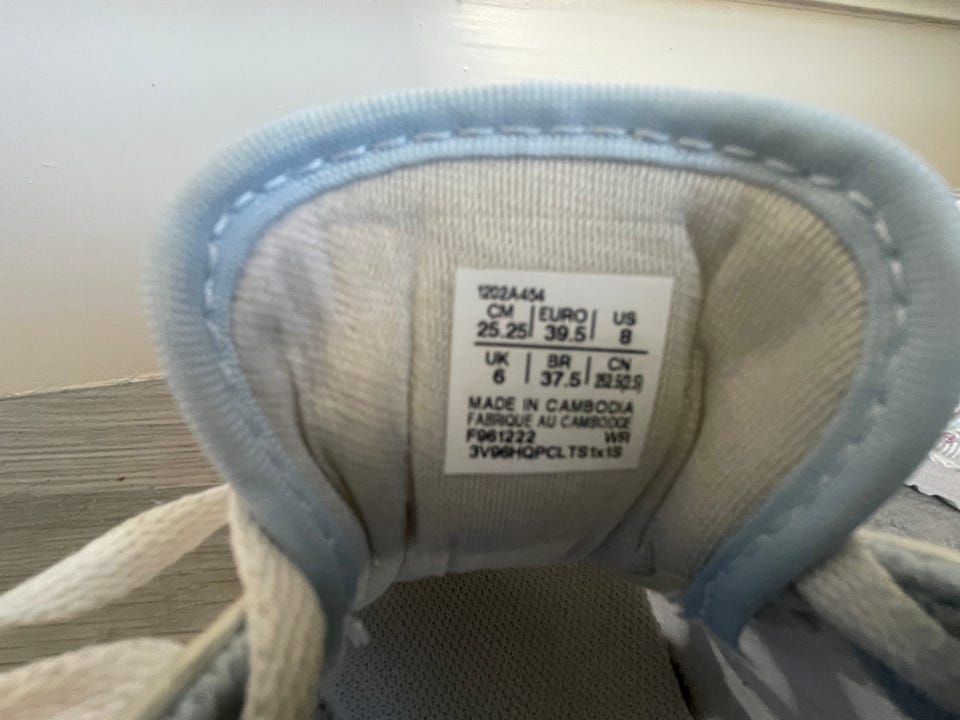 1202A454
CM | EURO | US
25.25 | 39.5 | 8
UK | BR | CN
6 | 37.5 |
MADE IN CAMBODIA
FABRIQUE AU CAMBODGE
F961222 WR
3V96HQPCLTS1x1S